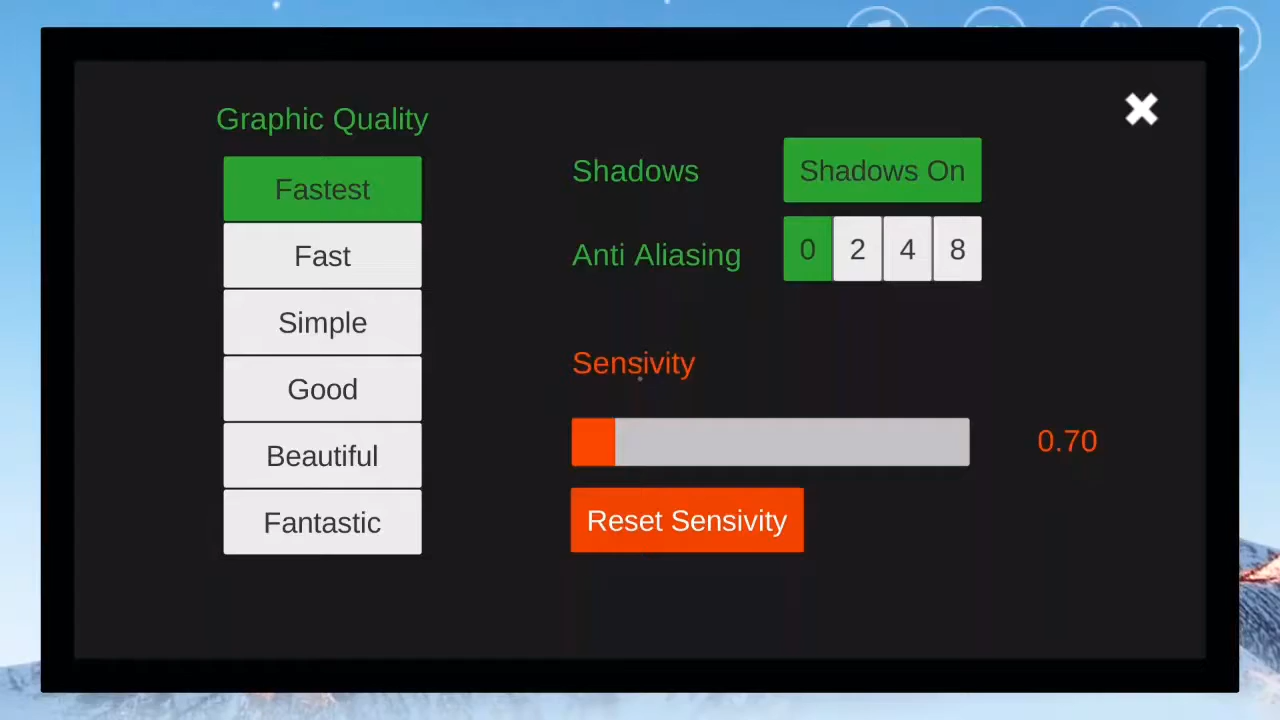 Graphic Quality
Fastest
Fast
Simple
Good
Beautiful
Fantastic
Shadows
Shadows On
Anti Aliasing
0 2 4 8
Sensivity
0.70
Reset Sensivity